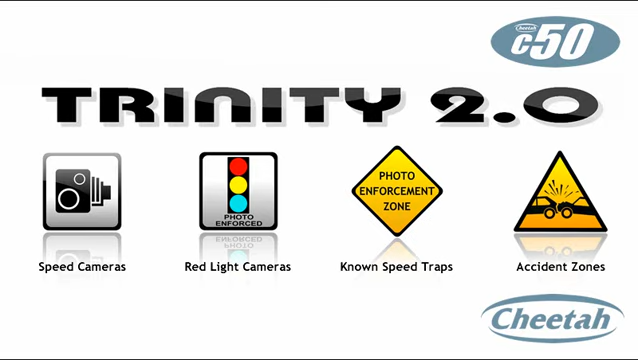 cheetah
c50
TRINITY 2.0
PHOTO
ENFORCED
PHOTO
ENFORCEMENT
ZONE
Speed Cameras
Red Light Cameras
Known Speed Traps
Accident Zones
Cheetah